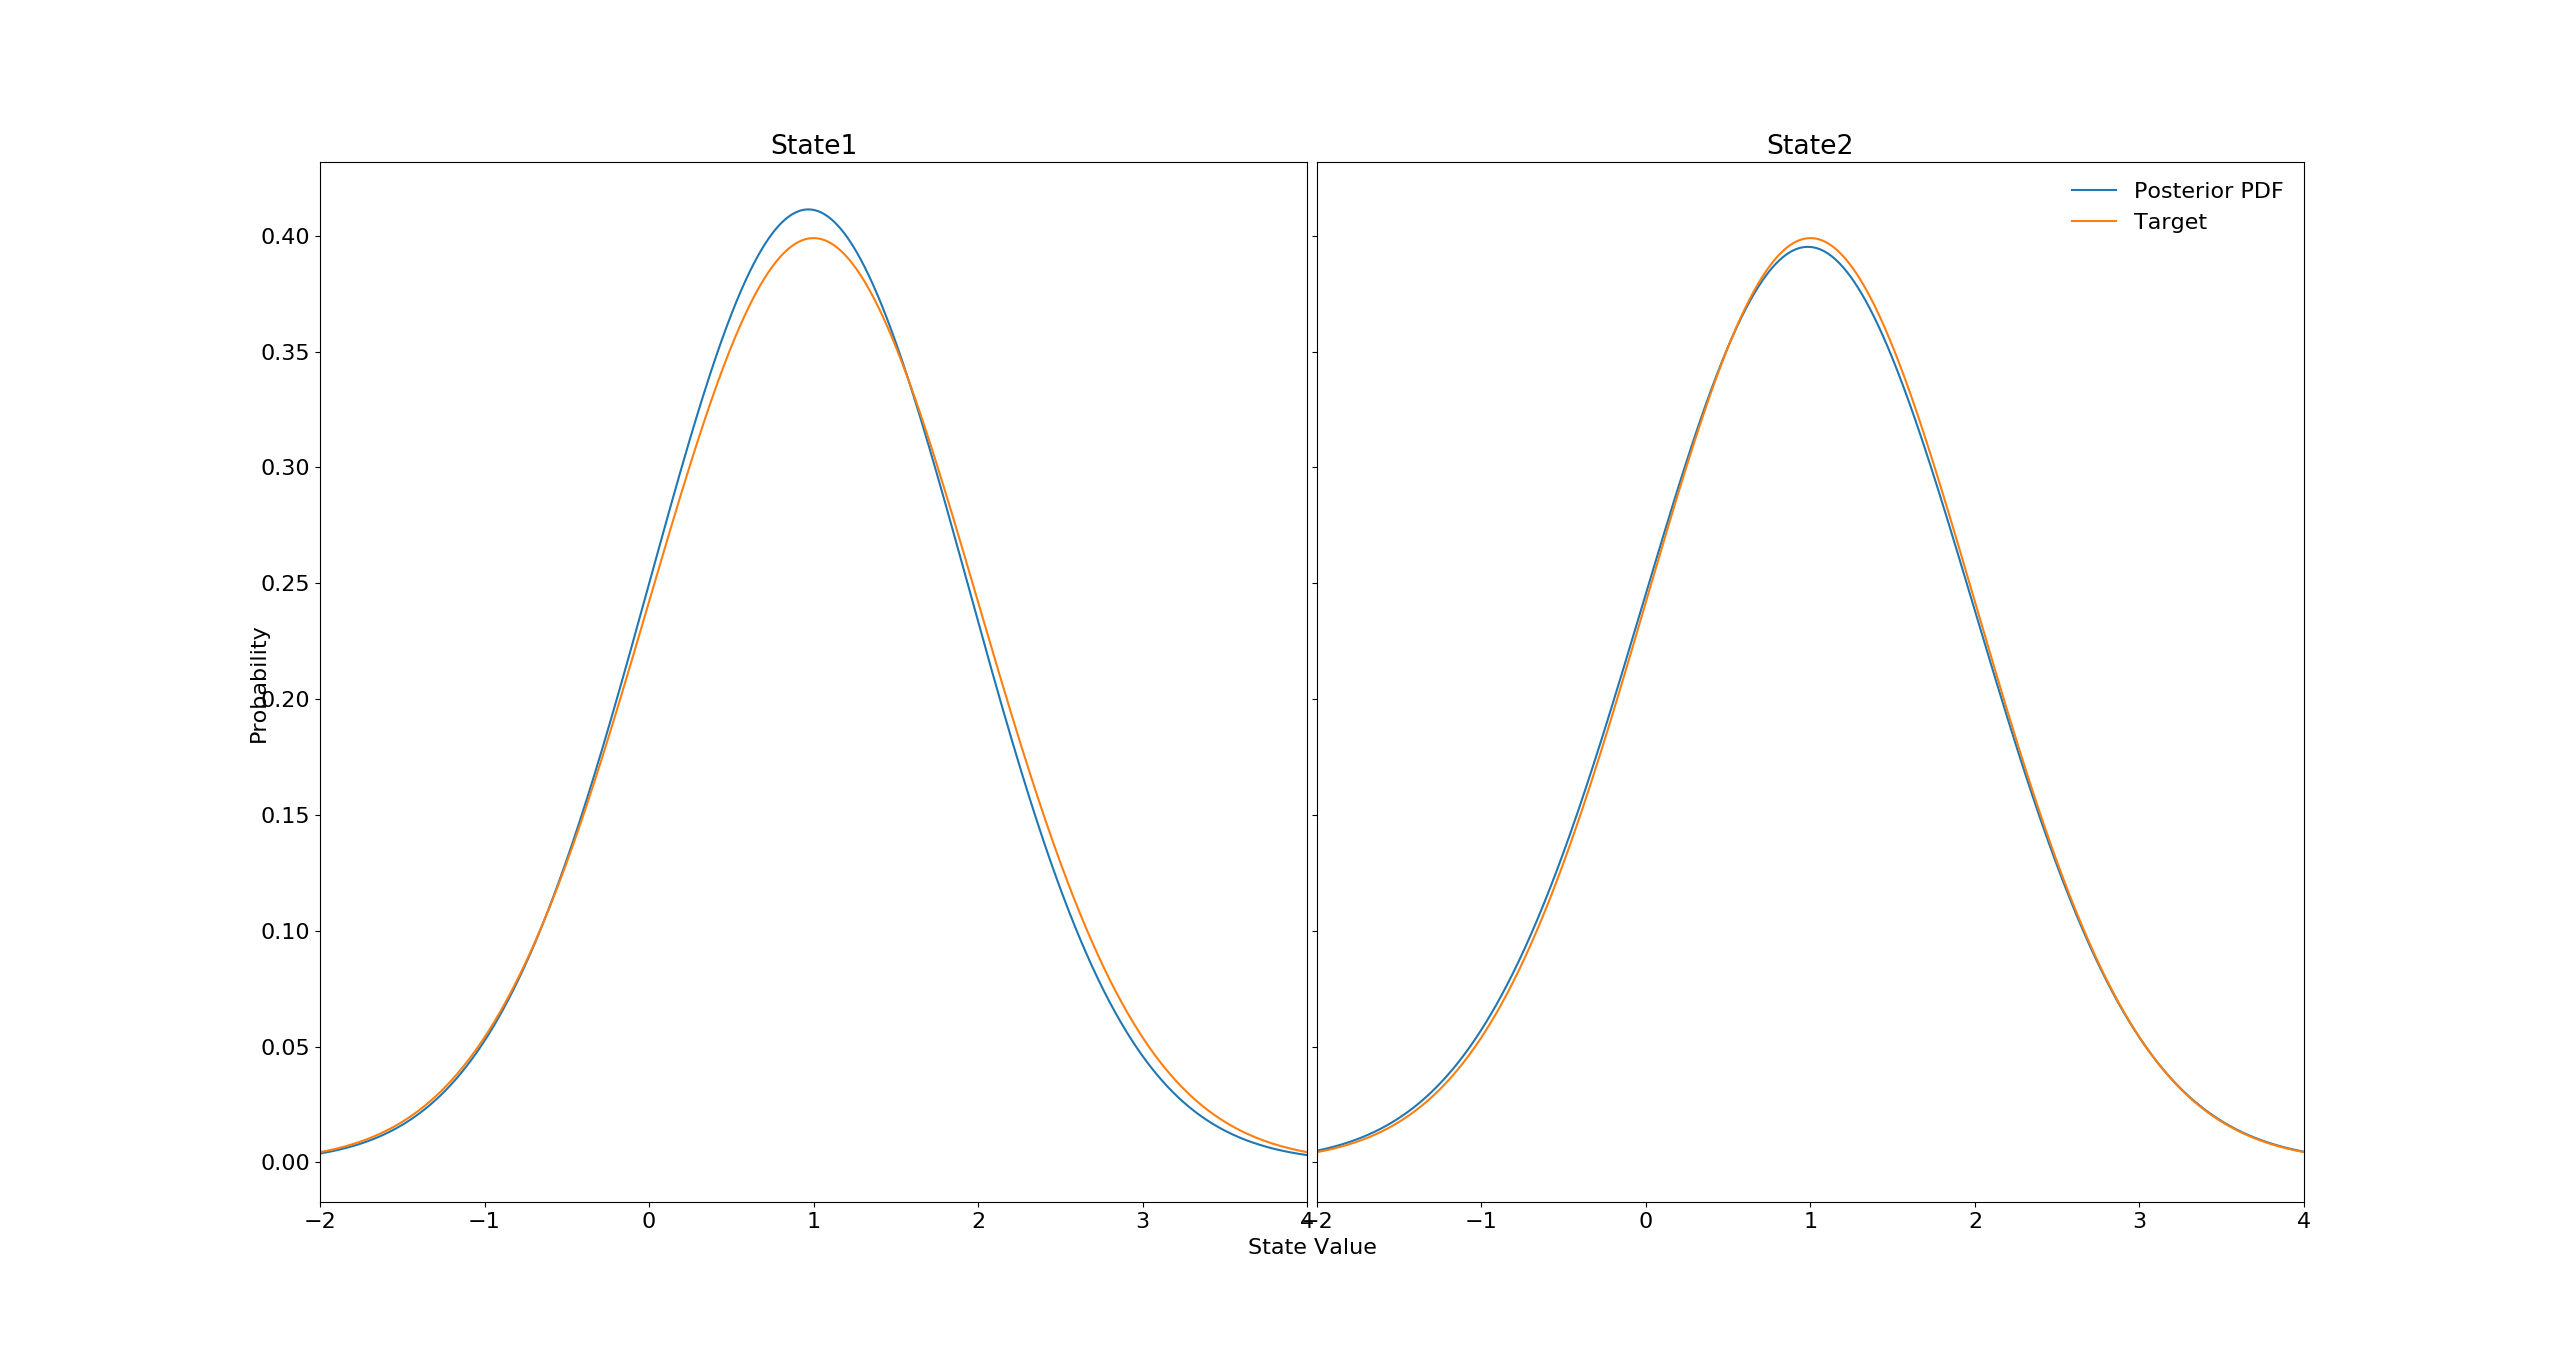 State1
State2
Posterior PDF
Target
0.40
0.35
0.30
0.25
0.20
0.15
0.10
0.05
0.00
Probability
−2 −1 0 1 2 3 4
−2 −1 0 1 2 3 4
State Value